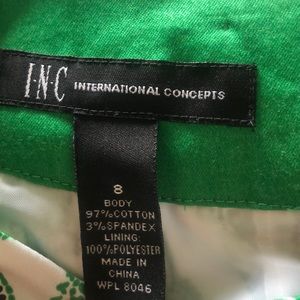 I·N·C INTERNATIONAL CONCEPTS
8
BODY
97%COTTON
3%SPANDEX
LINING:
100%POLYESTER
MADE IN
CHINA
WPL 8046